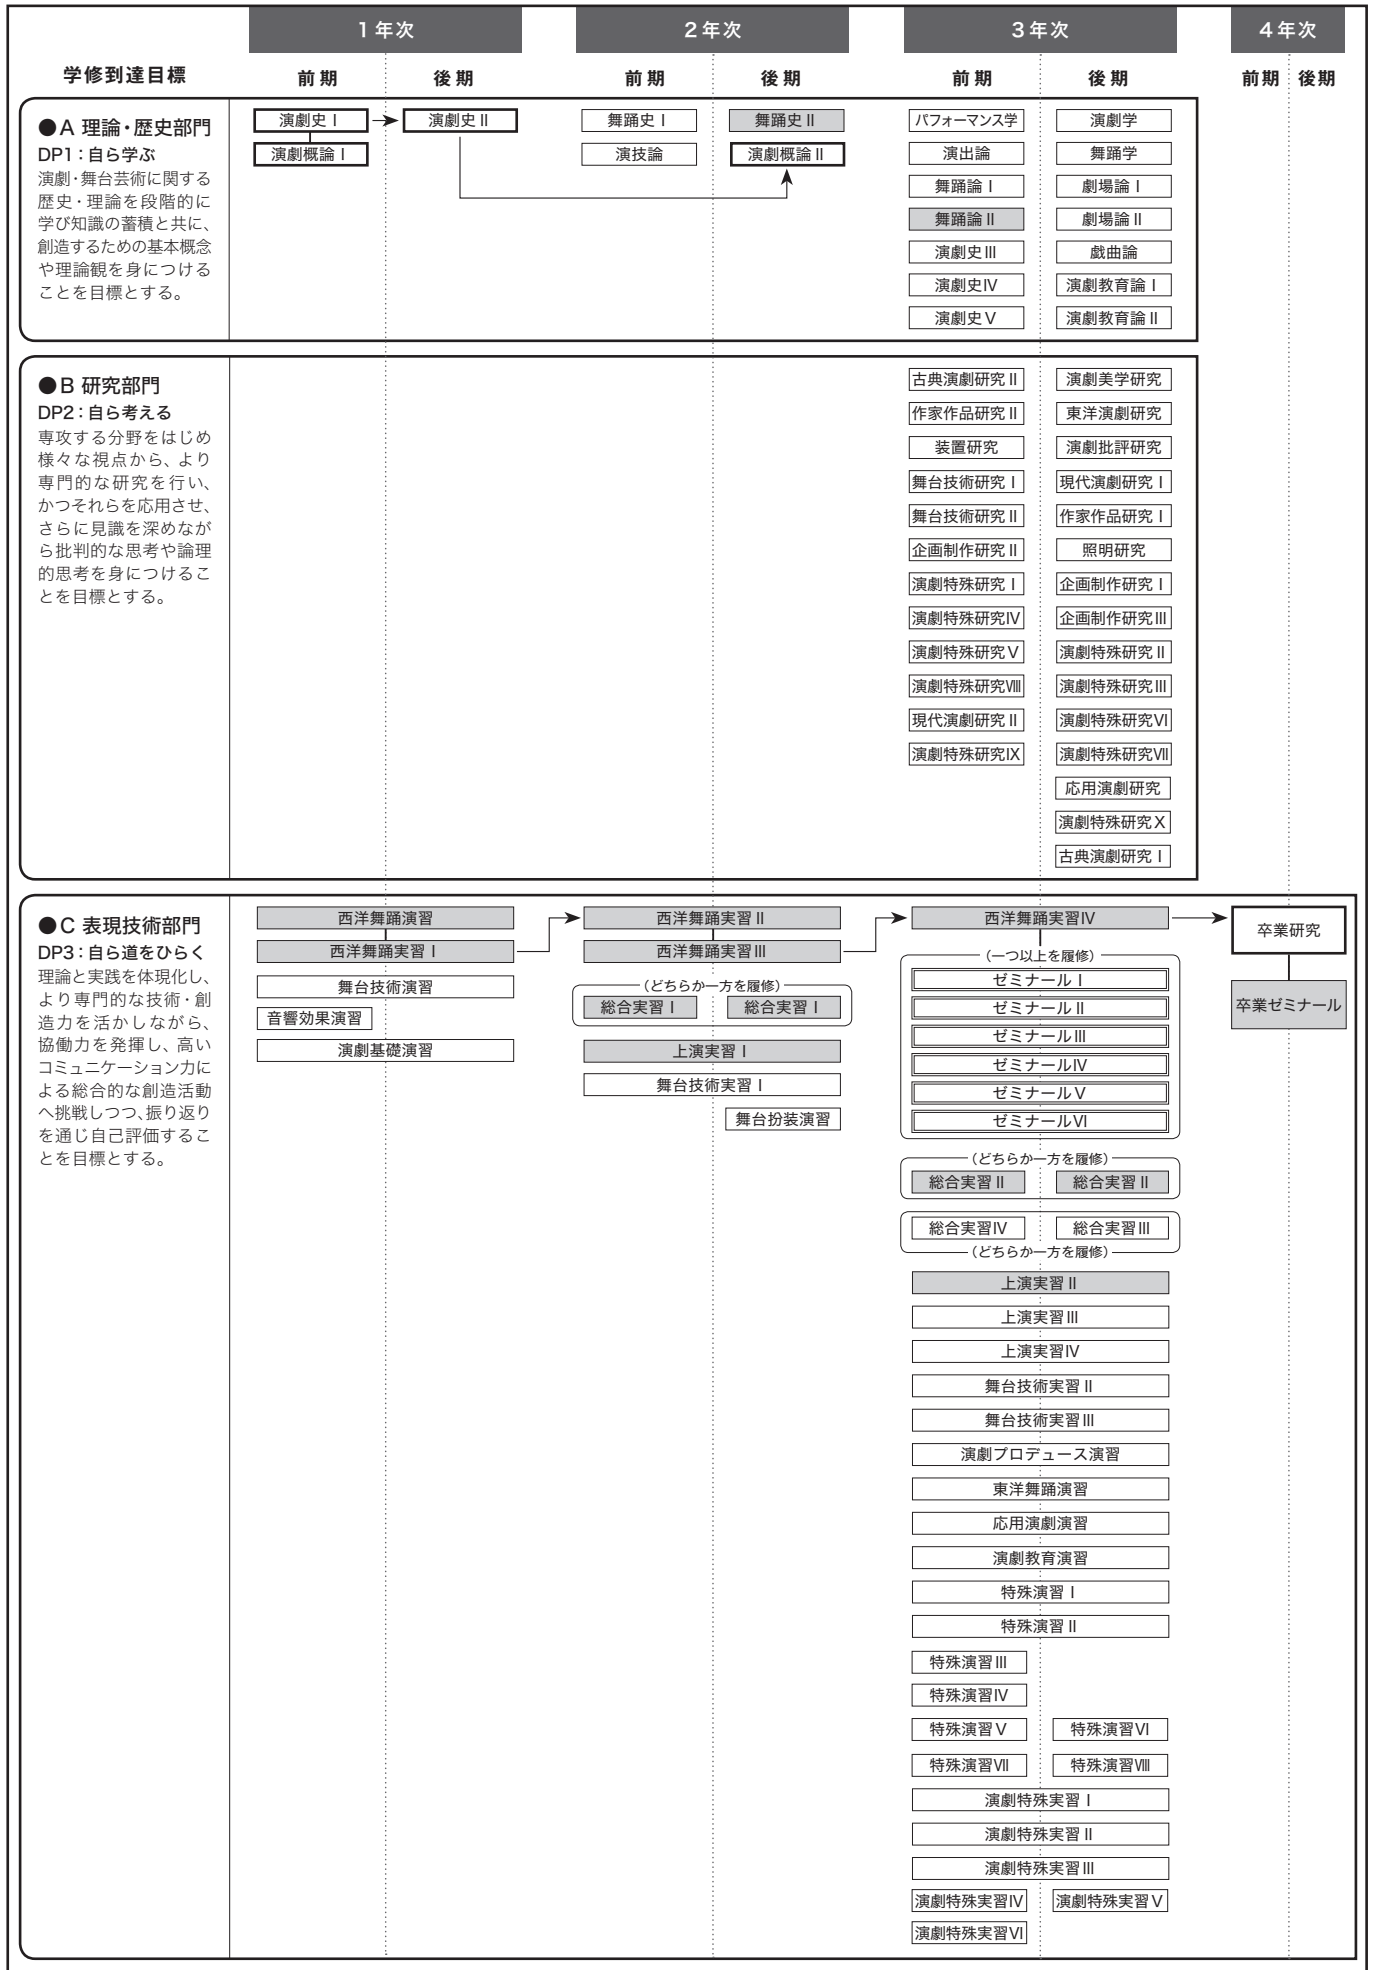 1年次
2年次
3年次
4年次
学修到達目標
前期
後期
前期
後期
前期
後期
前期
後期
●A 理論・歴史部門
DP1：自ら学ぶ
演劇・舞台芸術に関する
歴史・理論を段階的に
学び知識の蓄積と共に、
創造するための基本概念
や理論観を身につける
ことを目標とする。
演劇史Ⅰ
演劇史Ⅱ
演劇概論Ⅰ
舞踊史Ⅰ
舞踊史Ⅱ
演技論
演劇概論Ⅱ
パフォーマンス学
演劇学
演出論
舞踊学
舞踊論Ⅰ
劇場論Ⅰ
舞踊論Ⅱ
劇場論Ⅱ
演劇史Ⅲ
戯曲論
演劇史Ⅳ
演劇教育論Ⅰ
演劇史Ⅴ
演劇教育論Ⅱ
●B 研究部門
DP2：自ら考える
専攻する分野をはじめ
様々な視点から、より
専門的な研究を行い、
かつそれらを応用させ、
さらに見識を深めなが
ら批判的な思考や論理
的思考を身につけるこ
とを目標とする。
古典演劇研究Ⅱ
演劇美学研究
作家作品研究Ⅱ
東洋演劇研究
装置研究
演劇批評研究
舞台技術研究Ⅰ
現代演劇研究Ⅰ
舞台技術研究Ⅱ
作家作品研究Ⅰ
企画制作研究Ⅱ
照明研究
演劇特殊研究Ⅰ
企画制作研究Ⅰ
演劇特殊研究Ⅳ
企画制作研究Ⅲ
演劇特殊研究Ⅴ
演劇特殊研究Ⅱ
演劇特殊研究Ⅷ
演劇特殊研究Ⅲ
現代演劇研究Ⅱ
演劇特殊研究Ⅵ
演劇特殊研究Ⅸ
演劇特殊研究Ⅶ
応用演劇研究
演劇特殊研究Ⅹ
古典演劇研究Ⅰ
●C 表現技術部門
DP3：自ら道をひらく
理論と実践を体現化し、
より専門的な技術・創
造力を活かしながら、
協働力を発揮し、高い
コミュニケーション力に
よる総合的な創造活動
へ挑戦しつつ、振り返り
を通じ自己評価するこ
とを目標とする。
西洋舞踊演習
西洋舞踊実習Ⅰ
舞台技術演習
音響効果演習
演劇基礎演習
西洋舞踊実習Ⅱ
西洋舞踊実習Ⅲ
（どちらか一方を履修）
総合実習Ⅰ
総合実習Ⅰ
上演実習Ⅰ
舞台技術実習Ⅰ
舞台扮装演習
西洋舞踊実習Ⅳ
（一つ以上を履修）
ゼミナールⅠ
ゼミナールⅡ
ゼミナールⅢ
ゼミナールⅣ
ゼミナールⅤ
ゼミナールⅥ
（どちらか一方を履修）
総合実習Ⅱ
総合実習Ⅱ
総合実習Ⅳ
総合実習Ⅲ
（どちらか一方を履修）
上演実習Ⅱ
上演実習Ⅲ
上演実習Ⅳ
舞台技術実習Ⅱ
舞台技術実習Ⅲ
演劇プロデュース演習
東洋舞踊演習
応用演劇演習
演劇教育演習
特殊演習Ⅰ
特殊演習Ⅱ
特殊演習Ⅲ
特殊演習Ⅳ
特殊演習Ⅴ
特殊演習Ⅵ
特殊演習Ⅶ
特殊演習Ⅷ
演劇特殊実習Ⅰ
演劇特殊実習Ⅱ
演劇特殊実習Ⅲ
演劇特殊実習Ⅳ
演劇特殊実習Ⅴ
演劇特殊実習Ⅵ
卒業研究
卒業ゼミナール